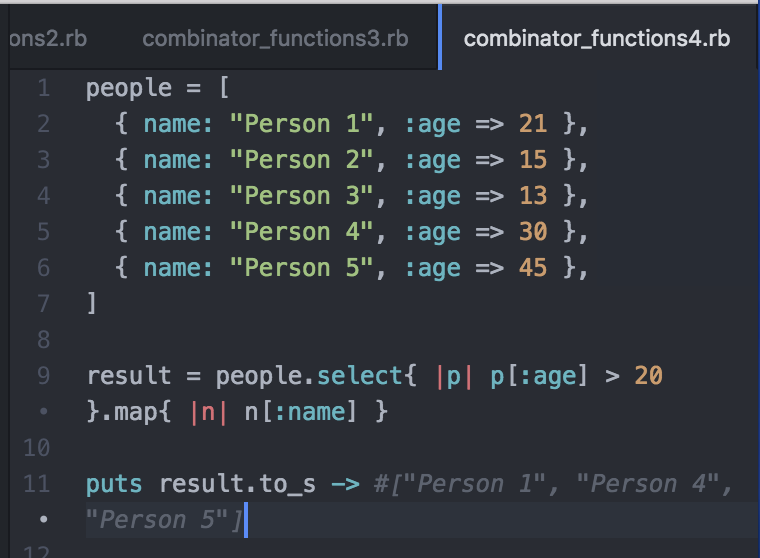 ons2.rb combinator_functions3.rb combinator_functions4.rb
1 people = [
2 { name: "Person 1", :age => 21 },
3 { name: "Person 2", :age => 15 },
4 { name: "Person 3", :age => 13 },
5 { name: "Person 4", :age => 30 },
6 { name: "Person 5", :age => 45 },
7 ]
8
9 result = people.select{ |p| p[:age] > 20
• }.map{ |n| n[:name] }
10
11 puts result.to_s -> #["Person 1", "Person 4",
• "Person 5"]
12